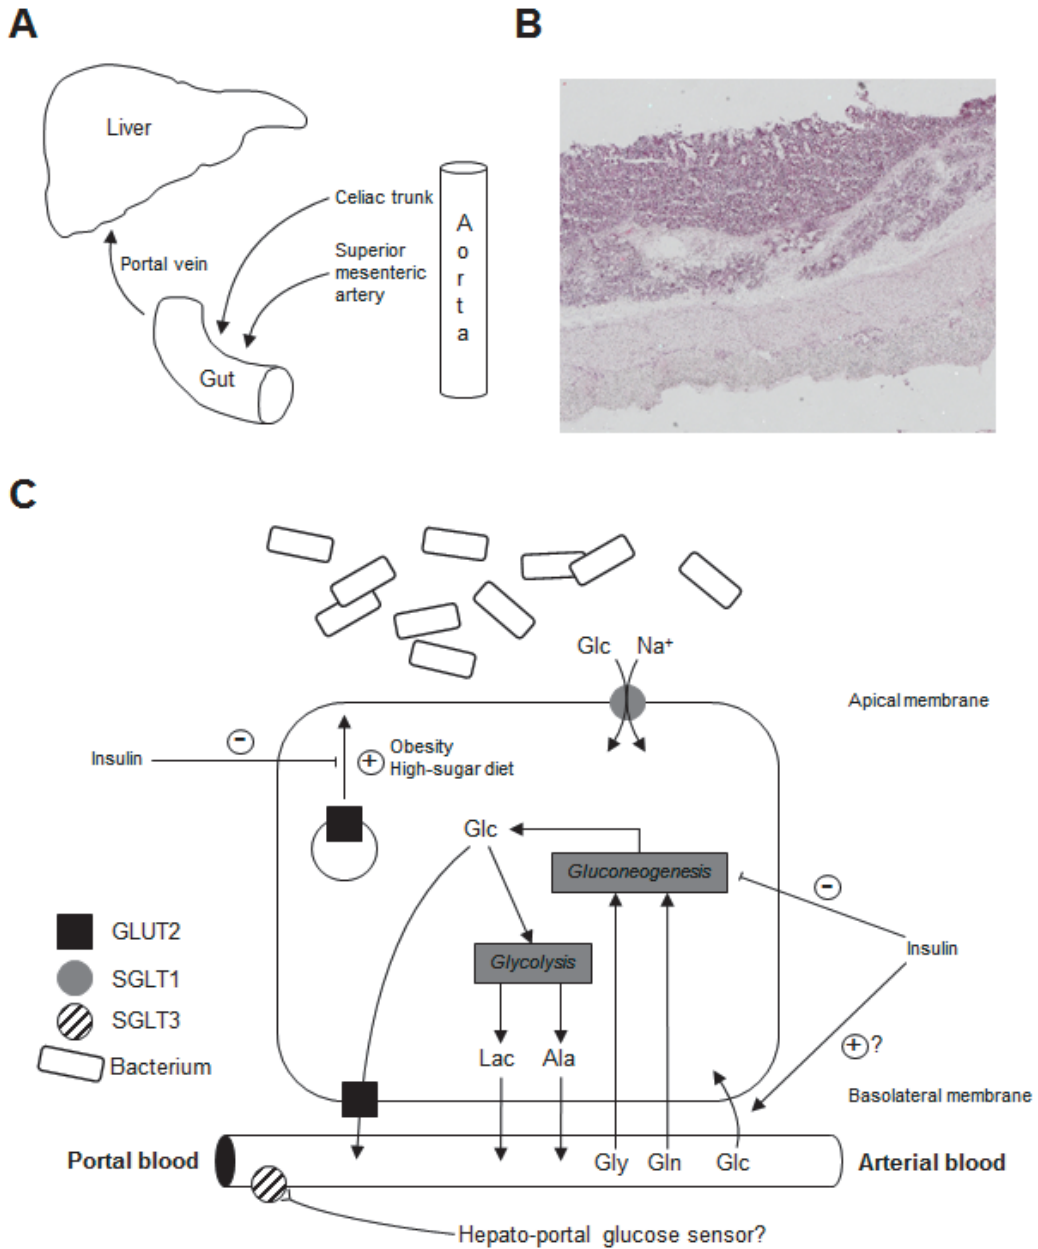 A
B
Liver
Celiac trunk
Portal vein
Superior
mesenteric
artery
A
o
r
t
a
Gut
C
Glc
Na+
Apical membrane
Insulin
−
+
Obesity
High-sugar diet
Glc
Gluconeogenesis
−
Insulin
Glycolysis
GLUT2
SGLT1
SGLT3
Bacterium
Lac
Ala
+?
Basolateral membrane
Portal blood
Gly
Gln
Glc
Arterial blood
Hepato-portal glucose sensor?